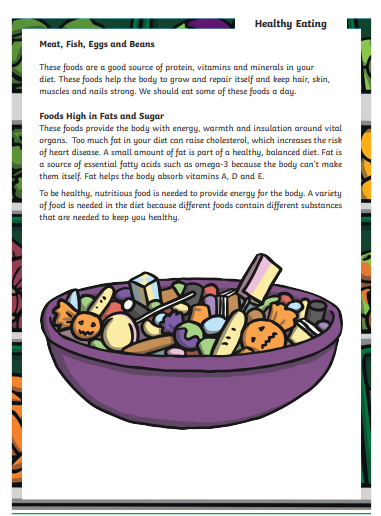 Healthy Eating
Meat, Fish, Eggs and Beans
These foods are a good source of protein, vitamins and minerals in your
diet. These foods help the body to grow and repair itself and keep hair, skin,
muscles and nails strong. We should eat some of these foods a day.
Foods High in Fats and Sugar
These foods provide the body with energy, warmth and insulation around vital
organs. Too much fat in your diet can raise cholesterol, which increases the risk
of heart disease. A small amount of fat is part of a healthy, balanced diet. Fat is
a source of essential fatty acids such as omega-3 because the body can't make
them itself. Fat helps the body absorb vitamins A, D and E.
To be healthy, nutritious food is needed to provide energy for the body. A variety
of food is needed in the diet because different foods contain different substances
that are needed to keep you healthy.